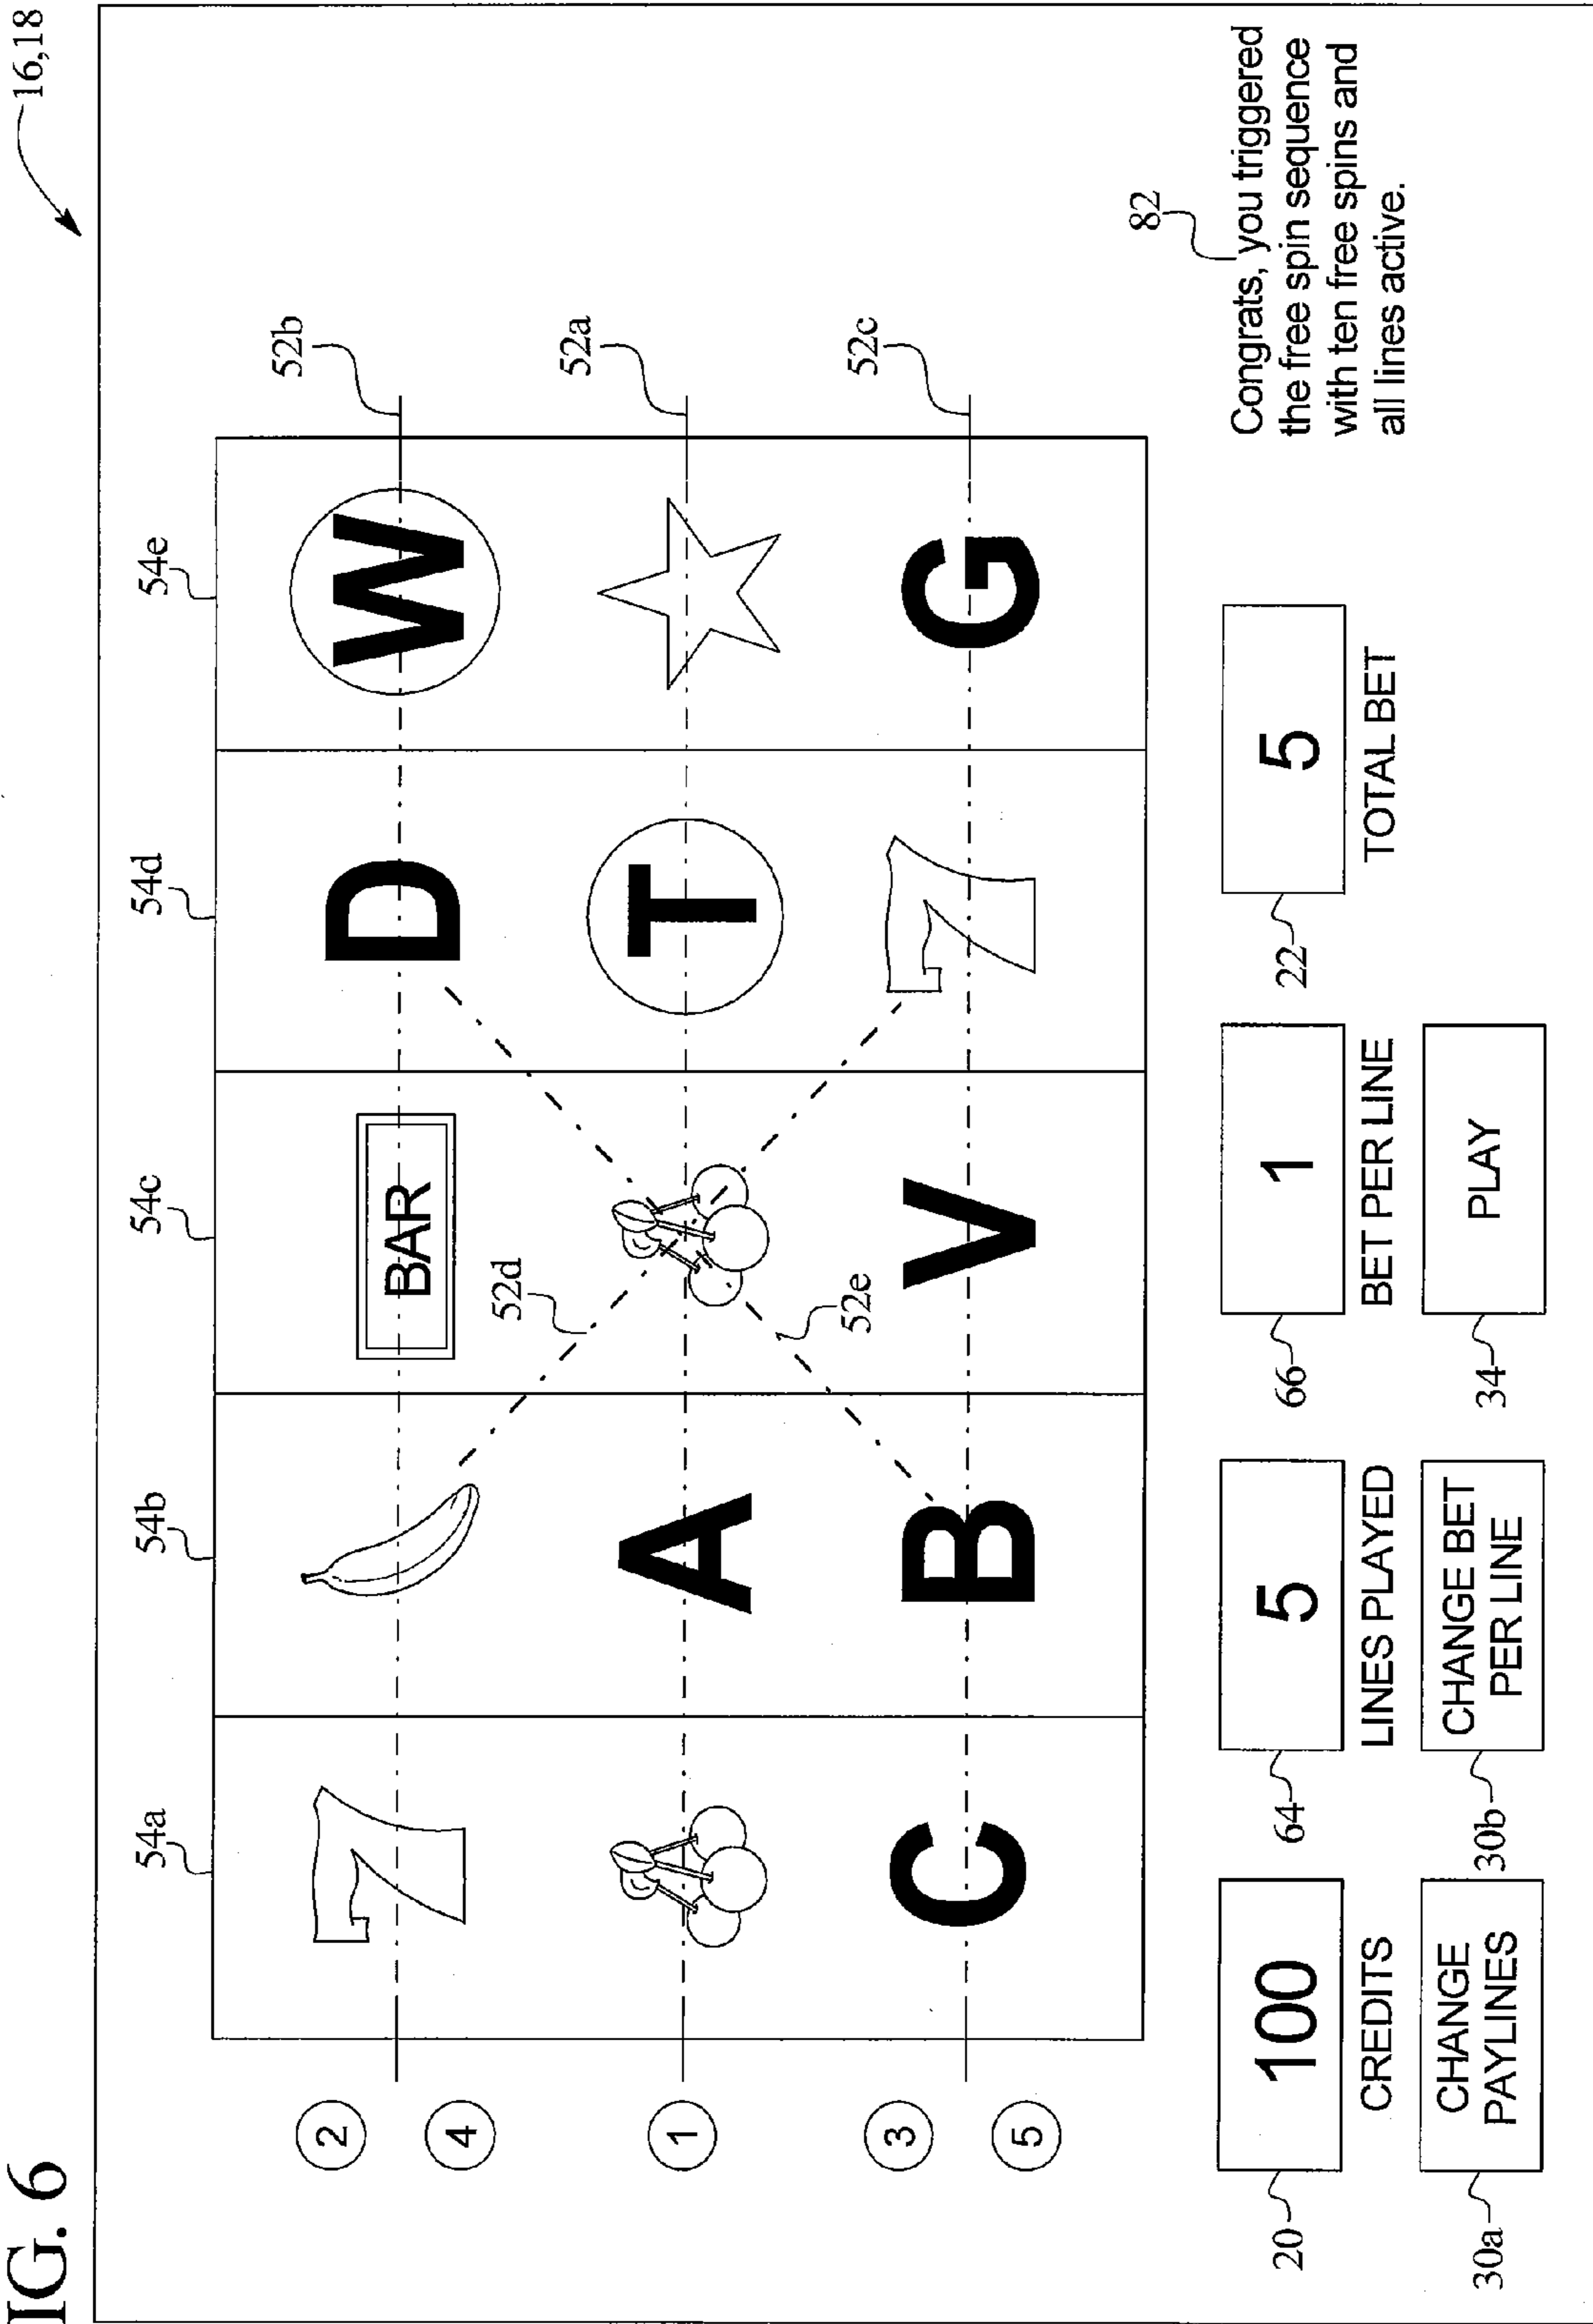 IG. 6
16,18
54a 54b 54c 54d 54e
2 7 BAR D W 52b
4
52d
1 A T 52a
52e
3 C B V 7 G 52c
5
82
Congrats, you triggered
the free spin sequence
with ten free spins and
all lines active.
20 100 64 5 66 1 22 5
CREDITS LINES PLAYED BET PER LINE TOTAL BET
30a CHANGE PAYLINES 30b CHANGE BET PER LINE 34 PLAY